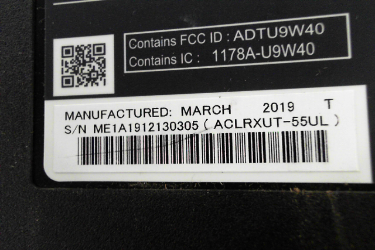 Contains FCC ID : ADTU9W40
Contains IC : 1178A-U9W40
MANUFACTURED: MARCH 2019 T
S/N ME1A1912130305 ( ACLRXUT-55UL )